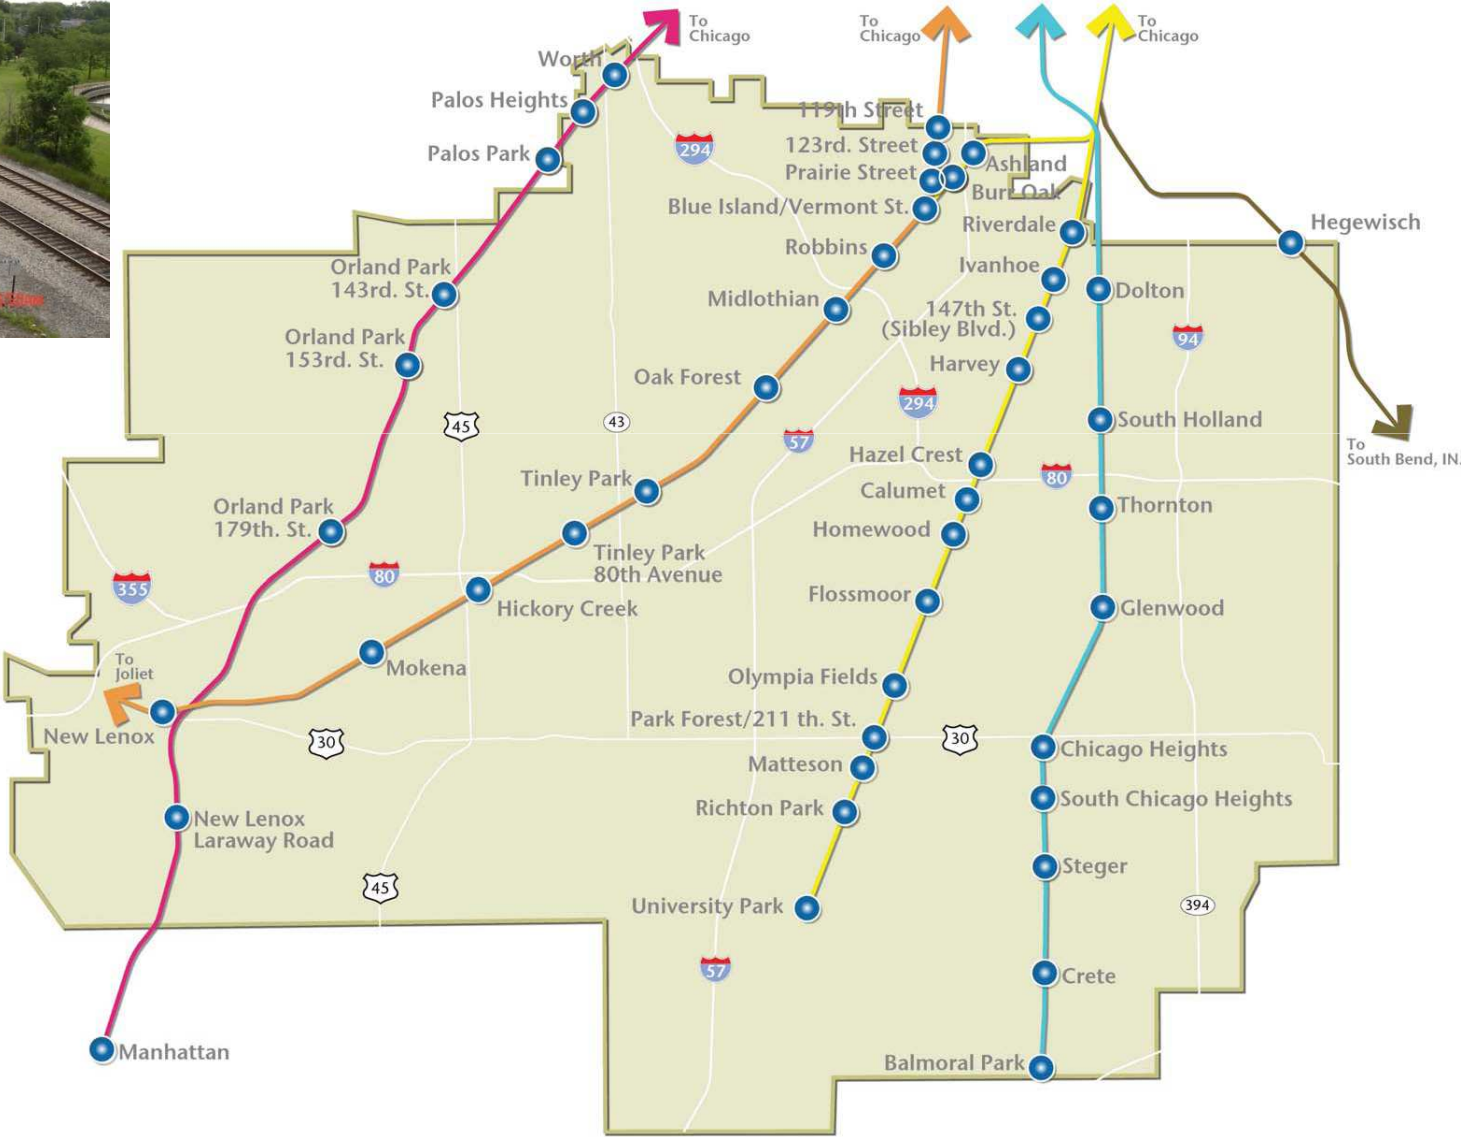 To
Chicago
To
Chicago
To
Chicago
Worth
Palos Heights
Palos Park
119th Street
123rd. Street
Prairie Street
Blue Island/Vermont St.
Ashland
Burr Oak
Riverdale
Hegewisch
294
Robbins
Ivanhoe
Orland Park
143rd. St.
Midlothian
147th St.
(Sibley Blvd.)
Dolton
Orland Park
153rd. St.
94
Harvey
Oak Forest
294
45
43
57
South Holland
To
South Bend, IN.
Hazel Crest
80
Tinley Park
Calumet
Orland Park
179th. St.
Homewood
Thornton
Tinley Park
80th Avenue
355
80
Hickory Creek
Flossmoor
Glenwood
To
Joliet
Mokena
Olympia Fields
New Lenox
30
Park Forest/211 th. St.
30
Chicago Heights
Matteson
South Chicago Heights
Richton Park
New Lenox
Laraway Road
Steger
45
University Park
394
57
Crete
Manhattan
Balmoral Park